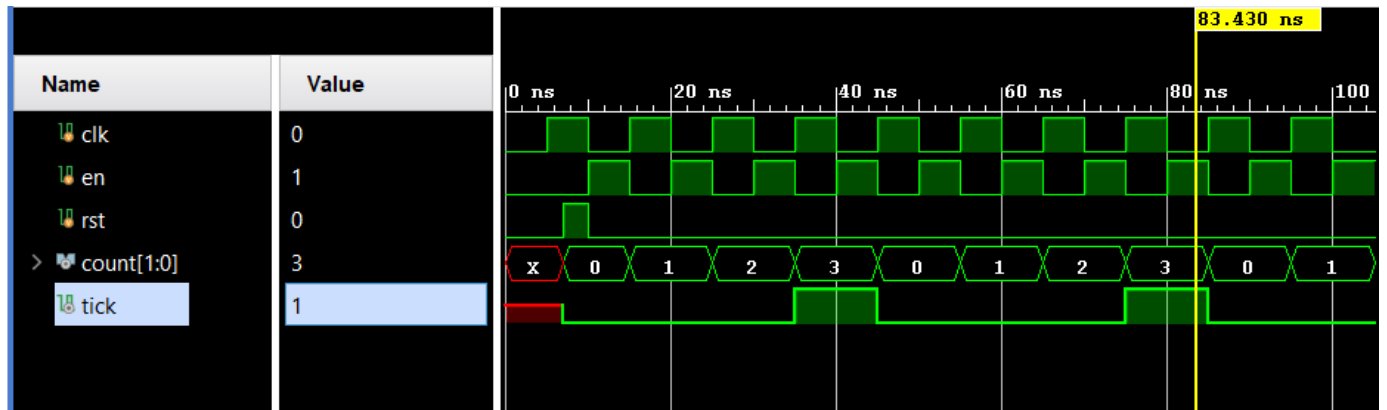 83.430 ns
Name Value
0 ns 20 ns 40 ns 60 ns 80 ns 100
clk 0
en 1
rst 0
> count[1:0] 3 x 0 1 2 3 0 1 2 3 0 1
tick 1